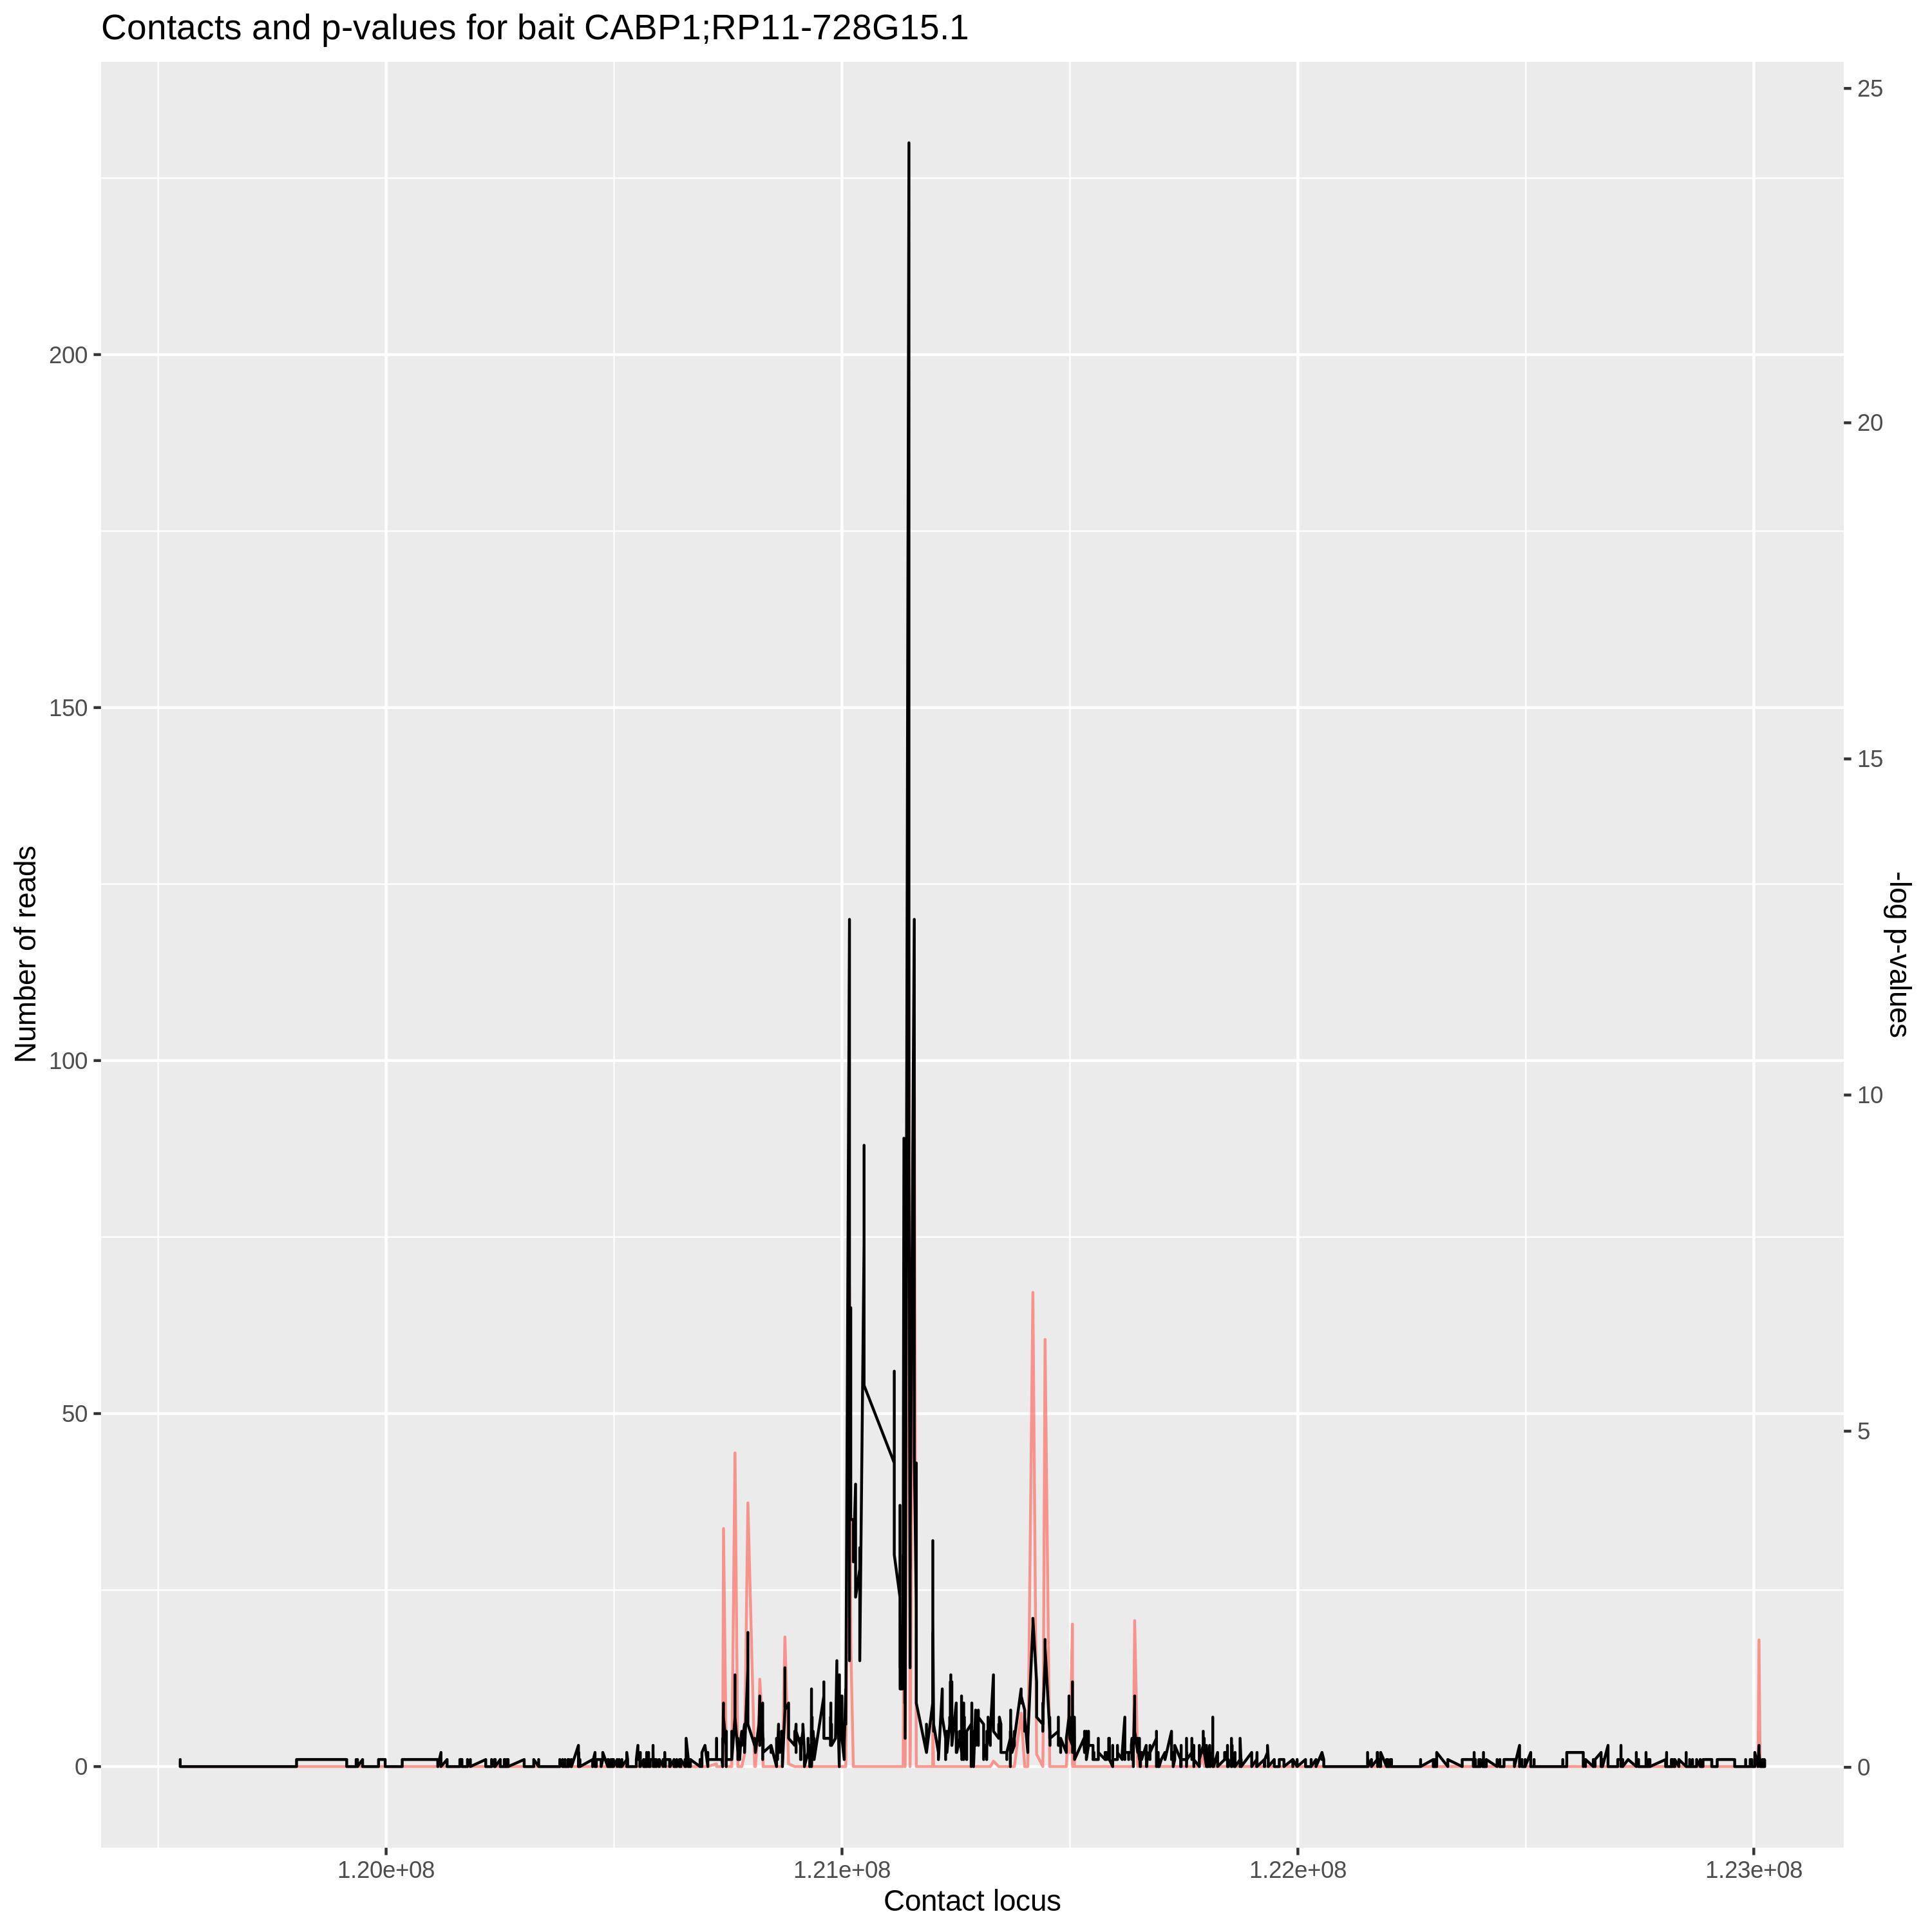 Contacts and p-values for bait CABP1;RP11-728G15.1
Number of reads
200
150
100
50
0
25
20
15
10
5
0
-log p-values
1.20e+08
1.21e+08
1.22e+08
1.23e+08
Contact locus